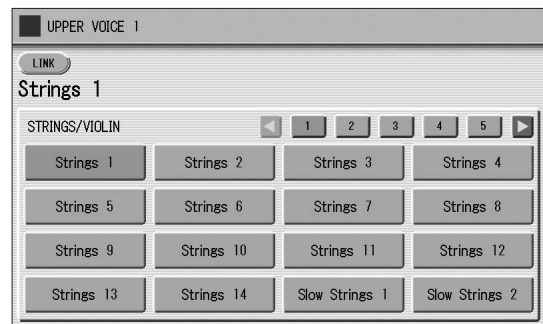 UPPER VOICE 1
LINK
Strings 1
STRINGS/VIOLIN 1 2 3 4 5
Strings 1 Strings 2 Strings 3 Strings 4
Strings 5 Strings 6 Strings 7 Strings 8
Strings 9 Strings 10 Strings 11 Strings 12
Strings 13 Strings 14 Slow Strings 1 Slow Strings 2